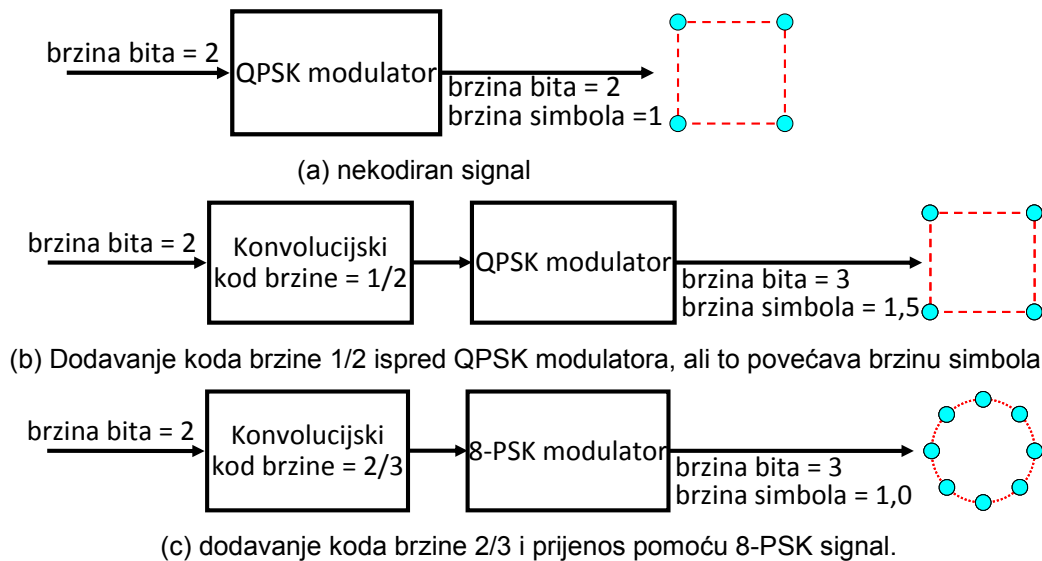 brzina bita = 2
QPSK modulator
brzina bita = 2
brzina simbola =1
(a) nekodiran signal
brzina bita = 2
Konvolucijski
kod brzine = 1/2
QPSK modulator
brzina bita = 3
brzina simbola = 1,5
(b) Dodavanje koda brzine 1/2 ispred QPSK modulatora, ali to povećava brzinu simbola
brzina bita = 2
Konvolucijski
kod brzine = 2/3
8-PSK modulator
brzina bita = 3
brzina simbola = 1,0
(c) dodavanje koda brzine 2/3 i prijenos pomoću 8-PSK signal.